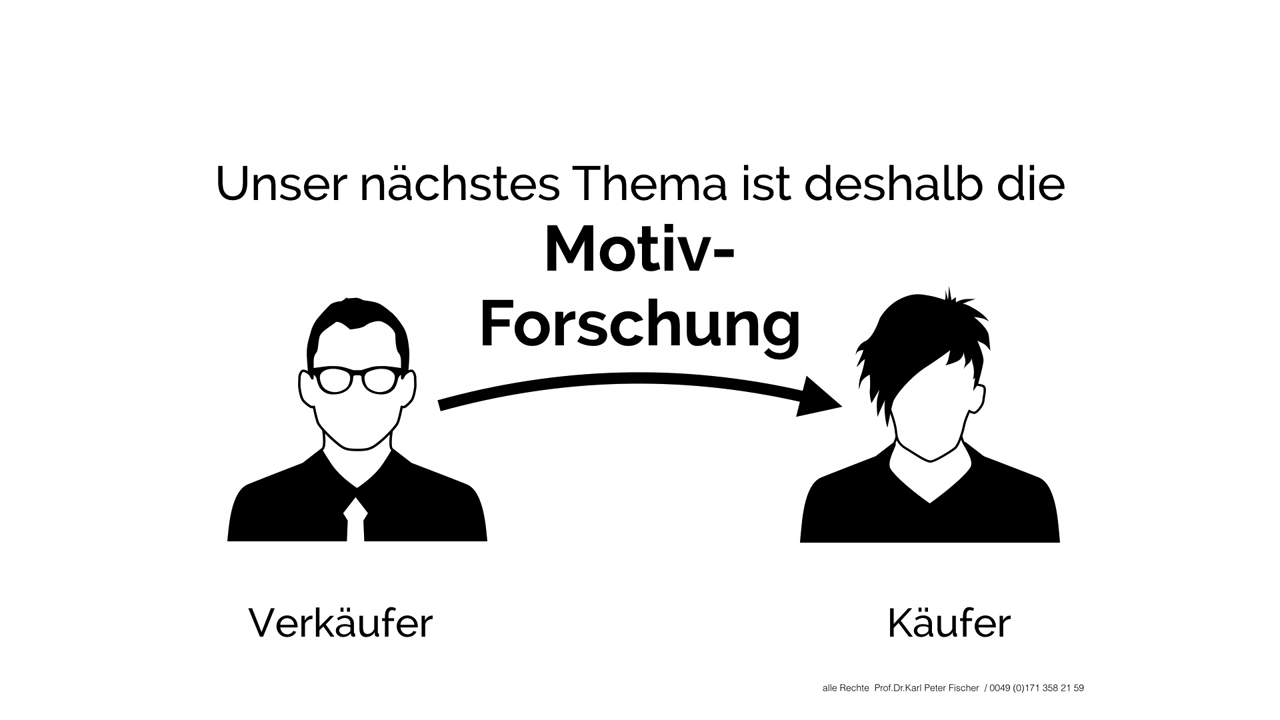 Unser nächstes Thema ist deshalb die
Motiv-
Forschung
Verkäufer
Käufer
alle Rechte Prof.Dr.Karl Peter Fischer / 0049 (0)171 358 21 59